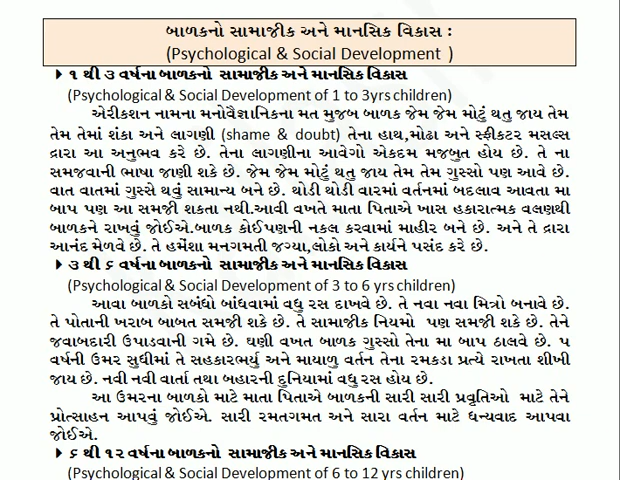 બાળકનો સામાજીક અને માનસિક વિકાસ :
(Psychological & Social Development )
૧ થી ૩ વર્ષના બાળકનો સામાજીક અને માનસિક વિકાસ
(Psychological & Social Development of 1 to 3yrs children)
એરીકશન નામના મનોવૈજ્ઞાનિકના મત મુજબ બાળક જેમ જેમ મોટું થતુ જાય તેમ
તેમ તેમાં શંકા અને લાગણી (shame & doubt) તેના હાથ,મોઢા અને સ્ફીકટર મસલ્સ
દ્રારા આ અનુભવ કરે છે. તેના લાગણીના આવેગો એકદમ મજબુત હોય છે. તે ના
સમજવાની ભાષા જાણી શકે છે. જેમ જેમ મોટું થતુ જાય તેમ તેમ ગુસ્સો પણ આવે છે.
વાત વાતમાં ગુસ્સે થવું સામાન્ય બને છે. થોડી થોડી વારમાં વર્તનમાં બદલાવ આવતા મા
બાપ પણ આ સમજી શકતા નથી.આવી વખતે માતા પિતાએ ખાસ હકારાત્મક વલણથી
બાળકને રાખવું જોઈએ.બાળક કોઈપણની નકલ કરવામાં માહીર બને છે. અને તે દ્રારા
આનંદ મેળવે છે. તે હમેંશા મનગમતી જગ્યા,લોકો અને કાર્યને પસંદ કરે છે.
૩ થી ૬ વર્ષના બાળકનો સામાજીક અને માનસિક વિકાસ
(Psychological & Social Development of 3 to 6 yrs children)
આવા બાળકો સબંધો બાંધવામાં વધુ રસ દાખવે છે. તે નવા નવા મિત્રો બનાવે છે.
તે પોતાની ખરાબ બાબત સમજી શકે છે. તે સામાજીક નિયમો પણ સમજી શકે છે. તેને
જવાબદારી ઉપાડવાની ગમે છે. ઘણી વખત બાળક ગુસ્સો તેના મા બાપ ઠાલવે છે. ૫
વર્ષની ઉમર સુધીમાં તે સહકારભર્યુ અને માયાળુ વર્તન તેના રમકડા પ્રત્યે રાખતા શીખી
જાય છે. નવી નવી વાર્તા તથા બહારની દુનિયામાં વધુ રસ હોય છે.
આ ઉમરના બાળકો માટે માતા પિતાએ બાળકની સારી સારી પ્રવૃતિઓ માટે તેને
પ્રોત્સાહન આપવું જોઈએ. સારી રમતગમત અને સારા વર્તન માટે ધન્યવાદ આપવા
જોઈએ.
૬ થી ૧૨ વર્ષના બાળકનો સામાજીક અને માનસિક વિકાસ
(Psychological & Social Development of 6 to 12 yrs children)